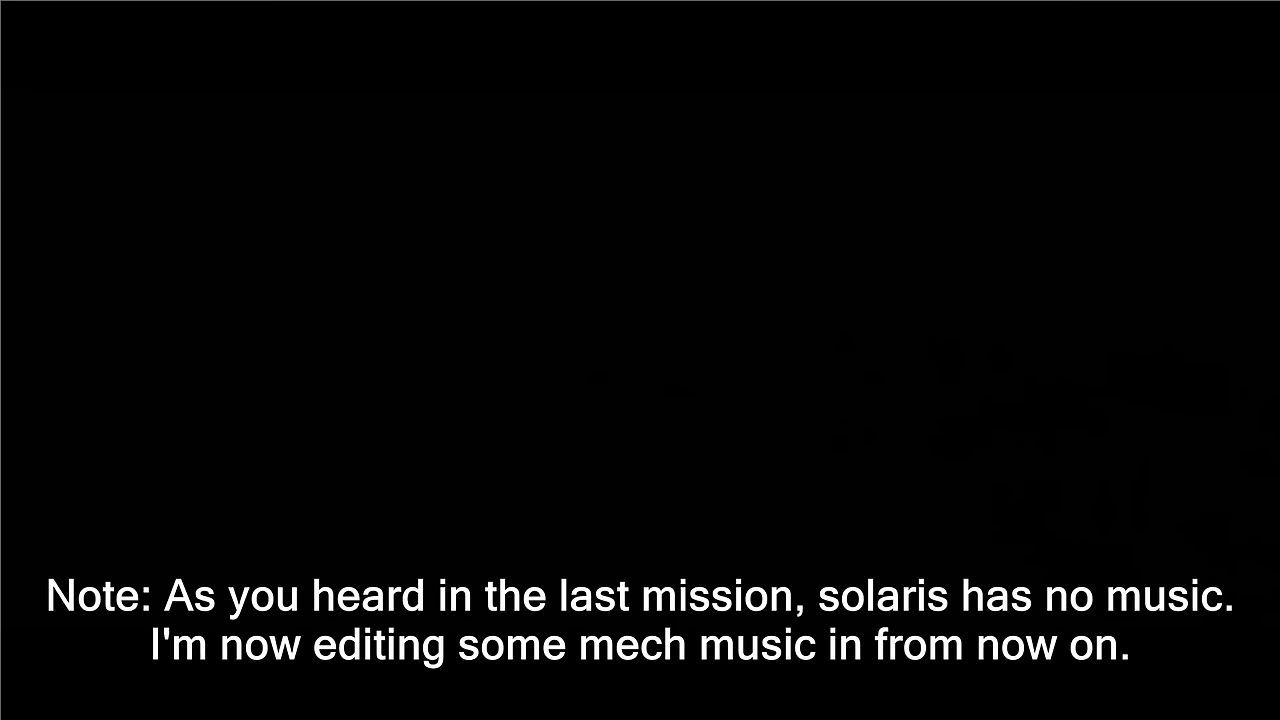 Note: As you heard in the last mission, solaris has no music.
I'm now editing some mech music in from now on.